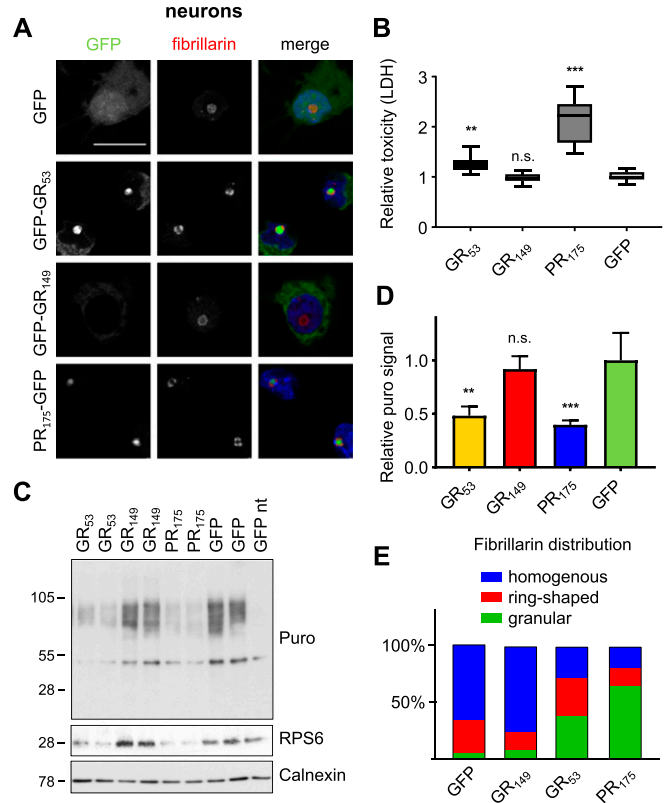 neurons
A
GFP fibrillarin merge
GFP
GFP-GR53
GFP-GR149
PR175-GFP
B
Relative toxicity (LDH)
3
2
1
0
**
n.s.
***
GR53 GR149 PR175 GFP
C
GR53 GR53 GR149 GR149 PR175 PR175 GFP GFP GFP nt
105
55
28
Puro
28
RPS6
78
Calnexin
D
Relative puro signal
1.0
0.5
0.0
**
n.s.
***
GR53 GR149 PR175 GFP
E
Fibrillarin distribution
homogenous
ring-shaped
granular
100%
50%
GFP GR149 GR53 PR175